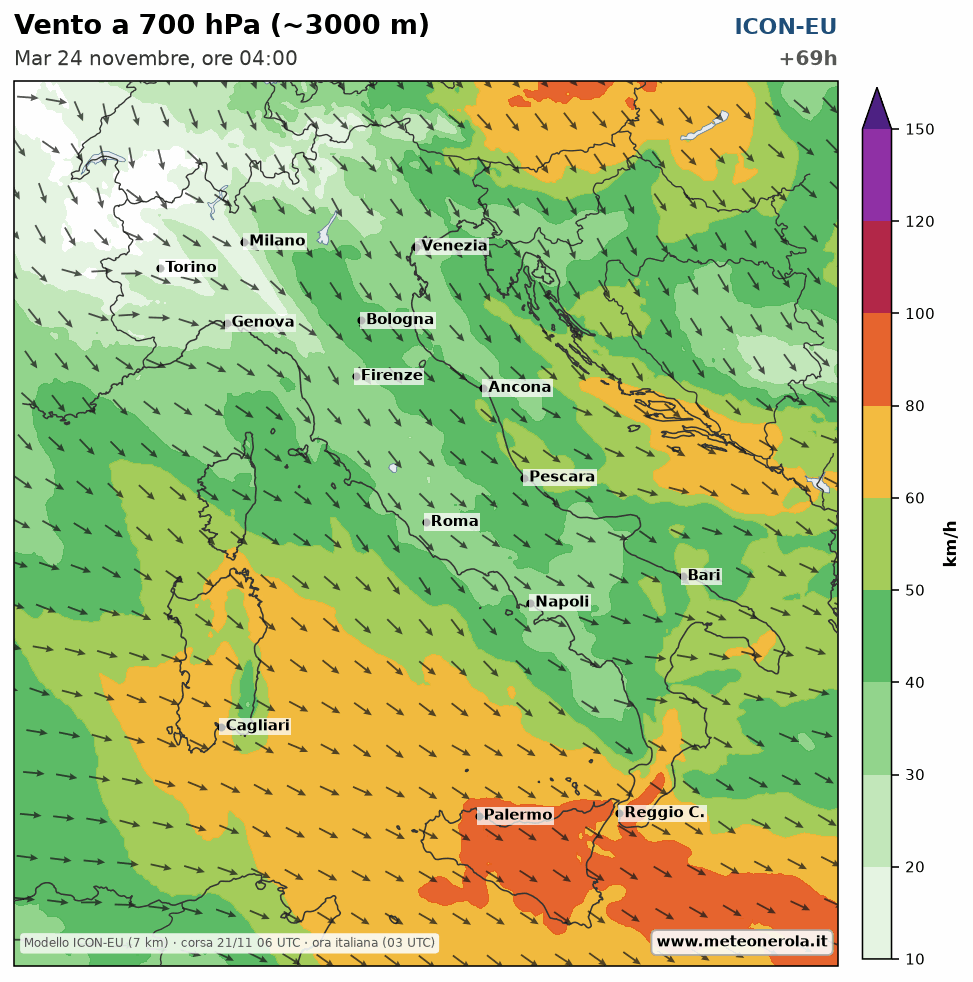 Vento a 700 hPa (~3000 m)
ICON-EU
Mar 24 novembre, ore 04:00
+69h
150
120
100
80
60
50
40
30
20
10
km/h
Milano
Venezia
Torino
Genova
Bologna
Firenze
Ancona
Pescara
Roma
Bari
Napoli
Cagliari
Palermo
Reggio C.
Modello ICON-EU (7 km) · corsa 21/11 06 UTC · ora italiana (03 UTC)
www.meteonerola.it